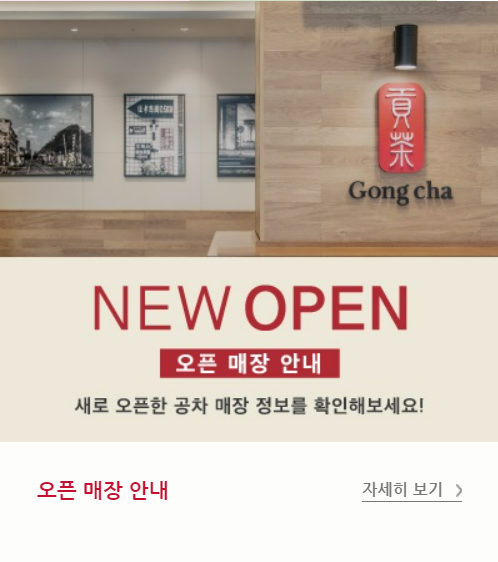 貢茶
Gong cha
NEW OPEN
오픈 매장 안내
새로 오픈한 공차 매장 정보를 확인해보세요!
오픈 매장 안내
자세히 보기 >